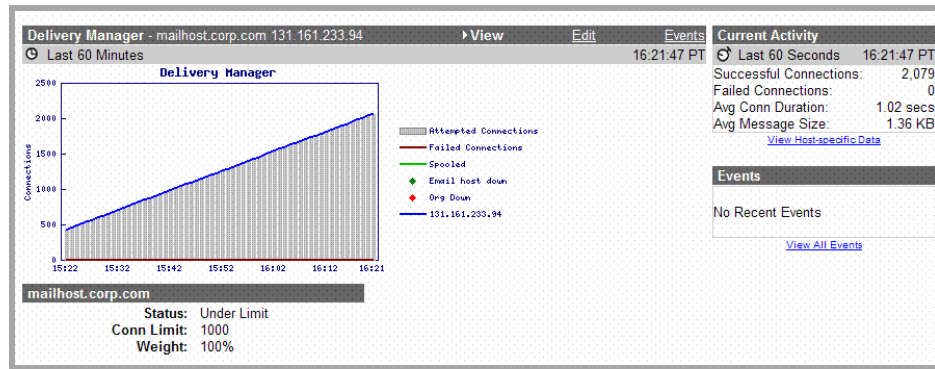 Delivery Manager - mailhost.corp.com 131.161.233.94 View Edit Events
Last 60 Minutes 16:21:47 PT
Delivery Manager
2500
2000
1500
1000
500
0
Connections
15:22 15:32 15:42 15:52 16:02 16:12 16:21
Attempted Connections
Failed Connections
Spooled
Email host down
Org Down
131.161.233.94
mailhost.corp.com
Status: Under Limit
Conn Limit: 1000
Weight: 100%
Current Activity
Last 60 Seconds 16:21:47 PT
Successful Connections: 2,079
Failed Connections: 0
Avg Conn Duration: 1.02 secs
Avg Message Size: 1.36 KB
View Host-specific Data
Events
No Recent Events
View All Events